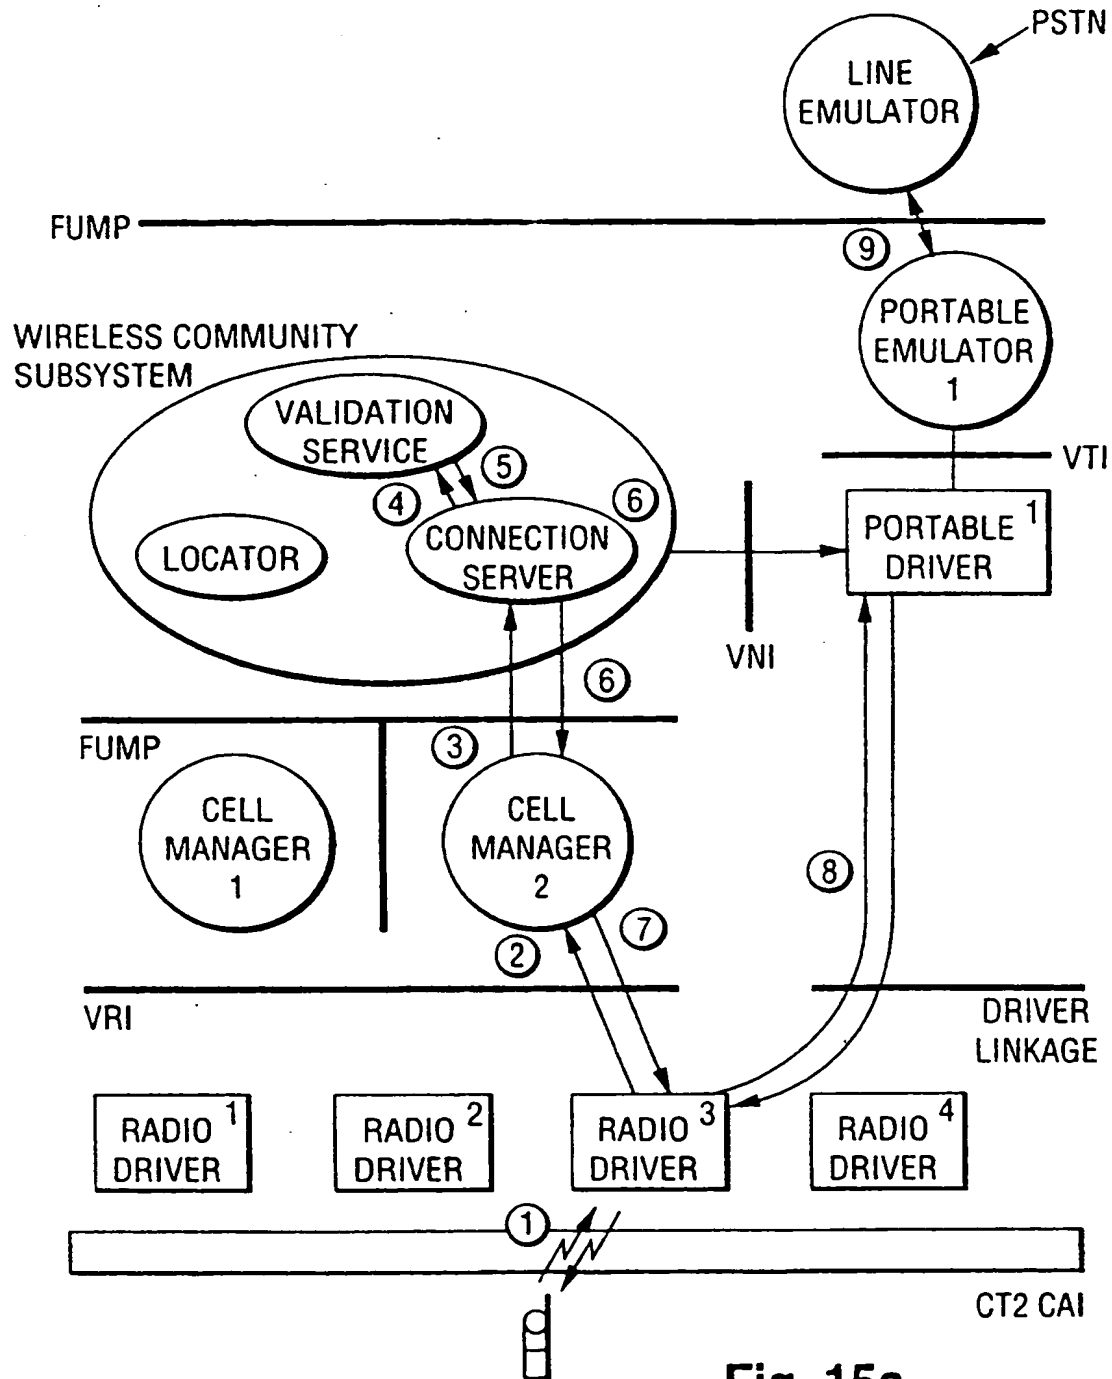 PSTN
LINE
EMULATOR
FUMP
9
PORTABLE
EMULATOR
1
WIRELESS COMMUNITY
SUBSYSTEM
VALIDATION
SERVICE
5
4
6
CONNECTION
SERVER
LOCATOR
VTI
PORTABLE 1
DRIVER
VNI
6
FUMP
3
CELL
MANAGER
1
CELL
MANAGER
2
8
7
2
VRI
DRIVER
LINKAGE
RADIO 1
DRIVER
RADIO 2
DRIVER
RADIO 3
DRIVER
RADIO 4
DRIVER
1
CT2 CAI
Fig. 15a